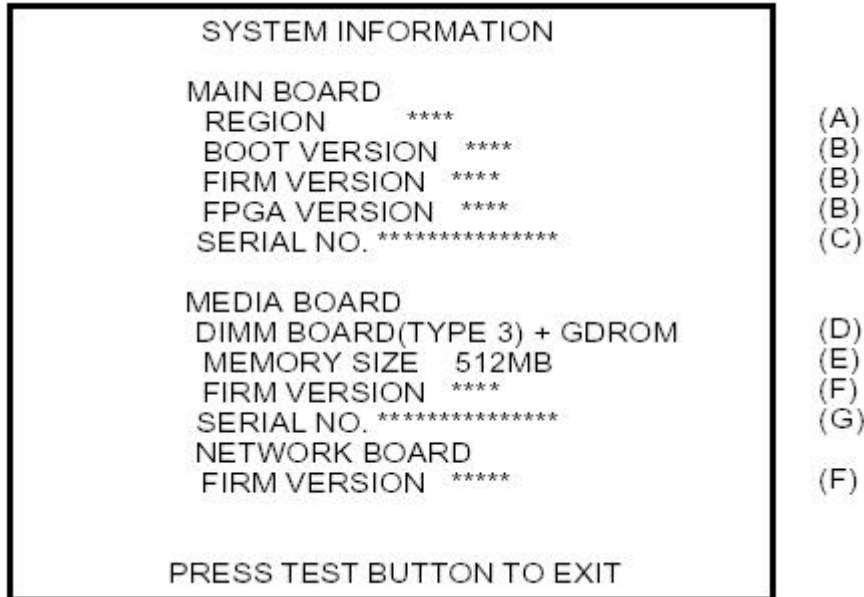 SYSTEM INFORMATION
MAIN BOARD
REGION **** (A)
BOOT VERSION **** (B)
FIRM VERSION **** (B)
FPGA VERSION **** (B)
SERIAL NO. *************** (C)
MEDIA BOARD
DIMM BOARD(TYPE 3) + GDROM (D)
MEMORY SIZE 512MB (E)
FIRM VERSION **** (F)
SERIAL NO. *************** (G)
NETWORK BOARD
FIRM VERSION ***** (F)
PRESS TEST BUTTON TO EXIT